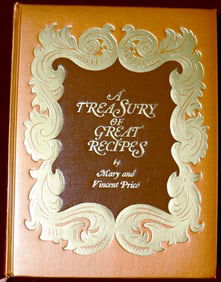 A
TREASURY
OF
GREAT
RECIPES
by
Mary and
Vincent Price